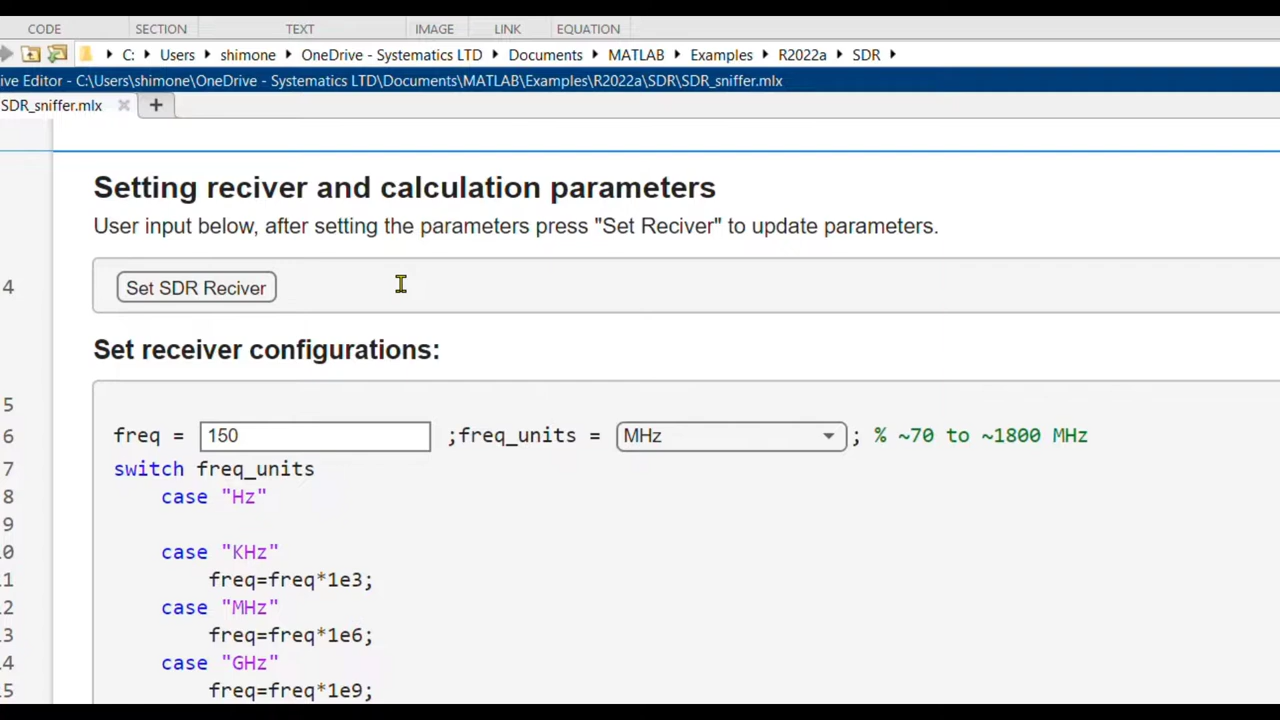 CODE SECTION TEXT IMAGE LINK EQUATION
C: Users shimone OneDrive - Systematics LTD Documents MATLAB Examples R2022a SDR
ive Editor - C:\Users\shimone\OneDrive - Systematics LTD\Documents\MATLAB\Examples\R2022a\SDR\SDR_sniffer.mlx
SDR_sniffer.mlx
Setting reciver and calculation parameters
User input below, after setting the parameters press "Set Reciver" to update parameters.
4 Set SDR Reciver
Set receiver configurations:
5
6 freq = 150 ;freq_units = MHz ; % ~70 to ~1800 MHz
7 switch freq_units
8 case "Hz"
9
0 case "KHz"
1 freq=freq*1e3;
2 case "MHz"
3 freq=freq*1e6;
4 case "GHz"
5 freq=freq*1e9;